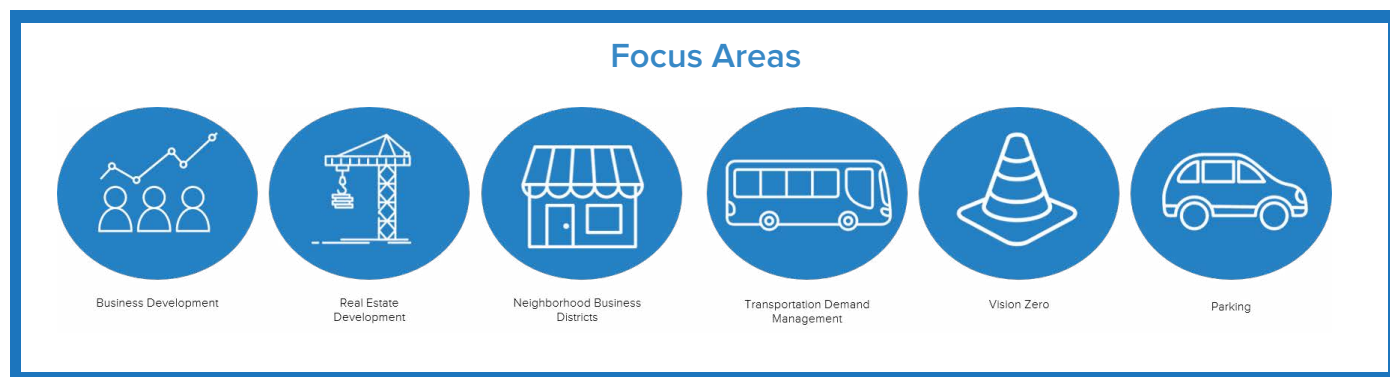 Focus Areas
Business Development
Real Estate
Development
Neighborhood Business
Districts
Transportation Demand
Management
Vision Zero
Parking